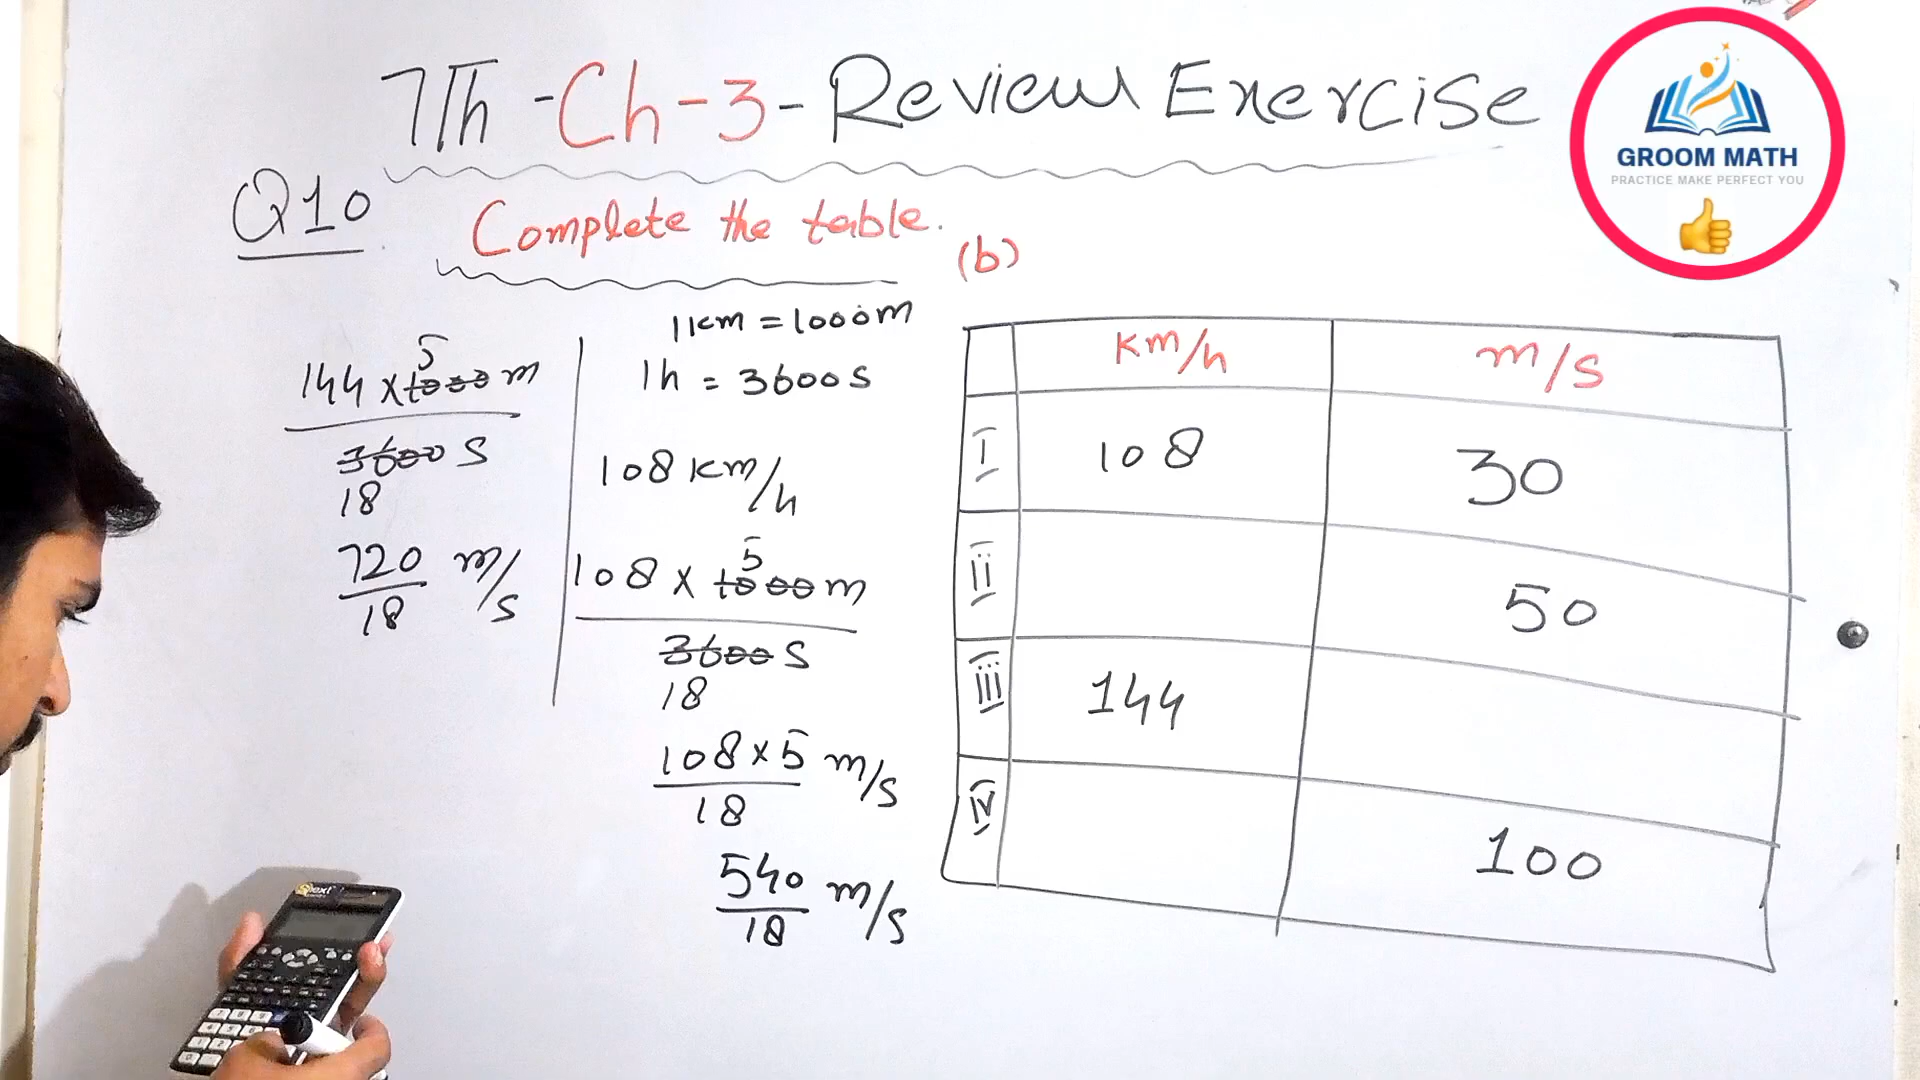 7Th - Ch - 3 - Review Exercise
GROOM MATH
PRACTICE MAKE PERFECT YOU
Q10
Complete the table.
(b)
1km = 1000m
1h = 3600s
5
144 x 1000 m
3600 s
18
720 m/s
18
108 km/h
5
108 x 1000 m
3600 s
18
108 x 5 m/s
18
540 m/s
18
km/h m/s
i 108 30
ii 50
iii 144
iv 100